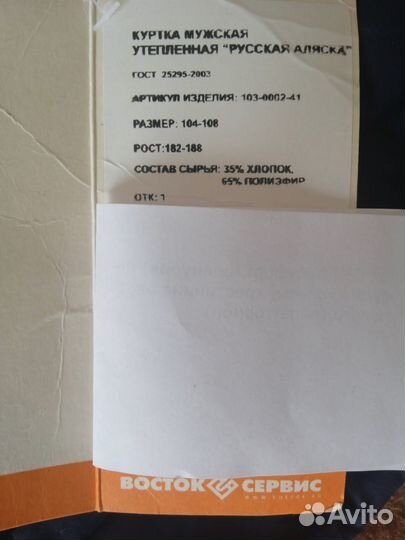 КУРТКА МУЖСКАЯ
УТЕПЛЕННАЯ "РУССКАЯ АЛЯСКА"
ГОСТ 25295-2003
АРТИКУЛ ИЗДЕЛИЯ: 103-0002-41
РАЗМЕР: 104-108
РОСТ:182-188
СОСТАВ СЫРЬЯ: 35% ХЛОПОК,
65% ПОЛИЭФИР
ОТК: 1
ВОСТОК СЕРВИС
Avito